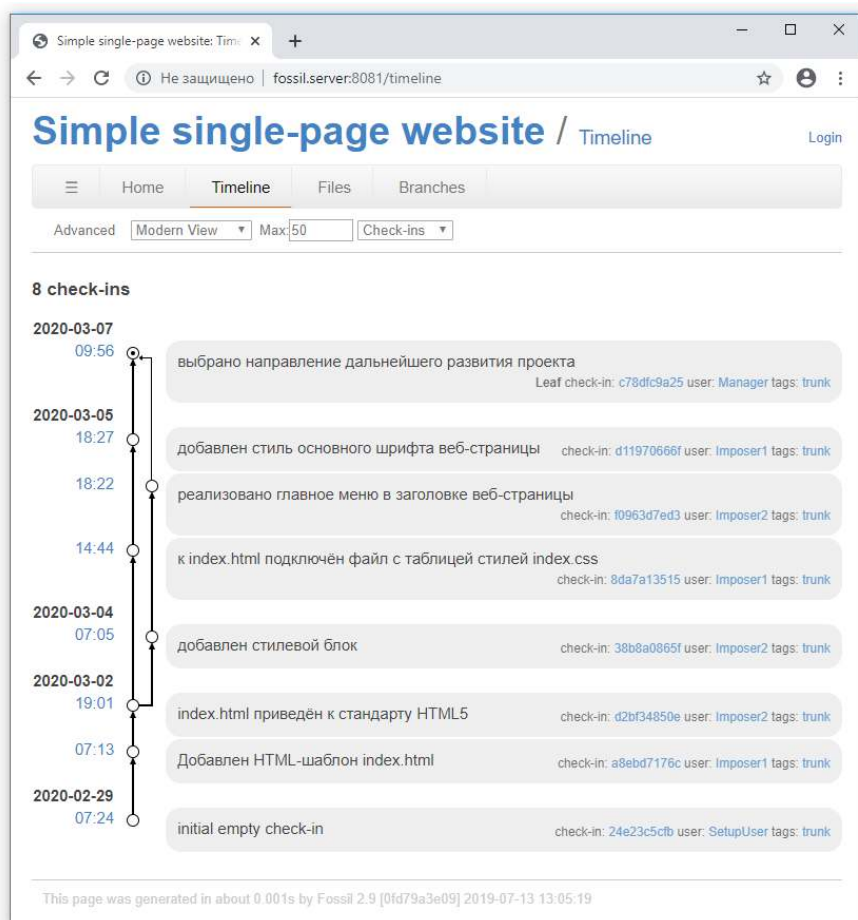 Simple single-page website: Time
Не защищено | fossil.server:8081/timeline
Simple single-page website / Timeline
Login
☰ Home Timeline Files Branches
Advanced Modern View Max: 50 Check-ins
8 check-ins
2020-03-07
09:56 выбрано направление дальнейшего развития проекта
Leaf check-in: c78dfc9a25 user: Manager tags: trunk
2020-03-05
18:27 добавлен стиль основного шрифта веб-страницы check-in: d11970666f user: Imposer1 tags: trunk
18:22 реализовано главное меню в заголовке веб-страницы
check-in: f0963d7ed3 user: Imposer2 tags: trunk
14:44 к index.html подключён файл с таблицей стилей index.css
check-in: 8da7a13515 user: Imposer1 tags: trunk
2020-03-04
07:05 добавлен стилевой блок check-in: 38b8a0865f user: Imposer2 tags: trunk
2020-03-02
19:01 index.html приведён к стандарту HTML5 check-in: d2bf34850e user: Imposer2 tags: trunk
07:13 Добавлен HTML-шаблон index.html check-in: a8ebd7176c user: Imposer1 tags: trunk
2020-02-29
07:24 initial empty check-in check-in: 24e23c5cfb user: SetupUser tags: trunk
This page was generated in about 0.001s by Fossil 2.9 [0fd79a3e09] 2019-07-13 13:05:19